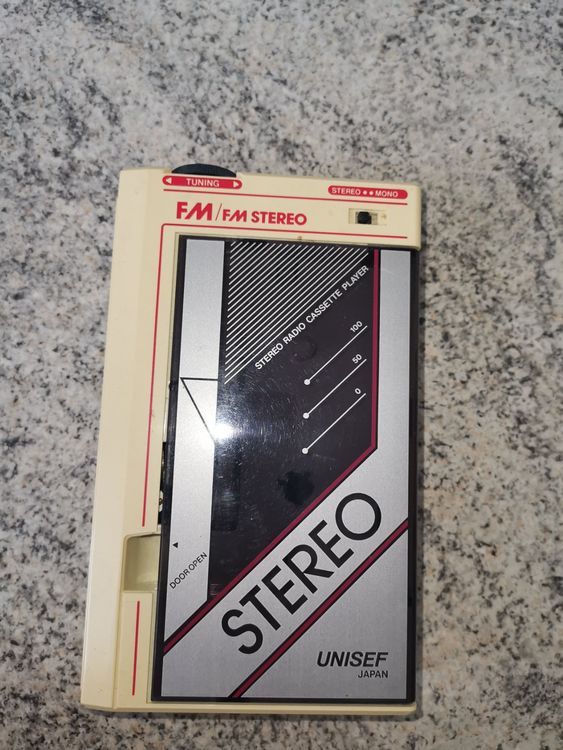 ◄ TUNING ►
STEREO ●● MONO
FM/FM STEREO
STEREO RADIO CASSETTE PLAYER
100
50
0
DOOR OPEN
STEREO
UNISEF
JAPAN